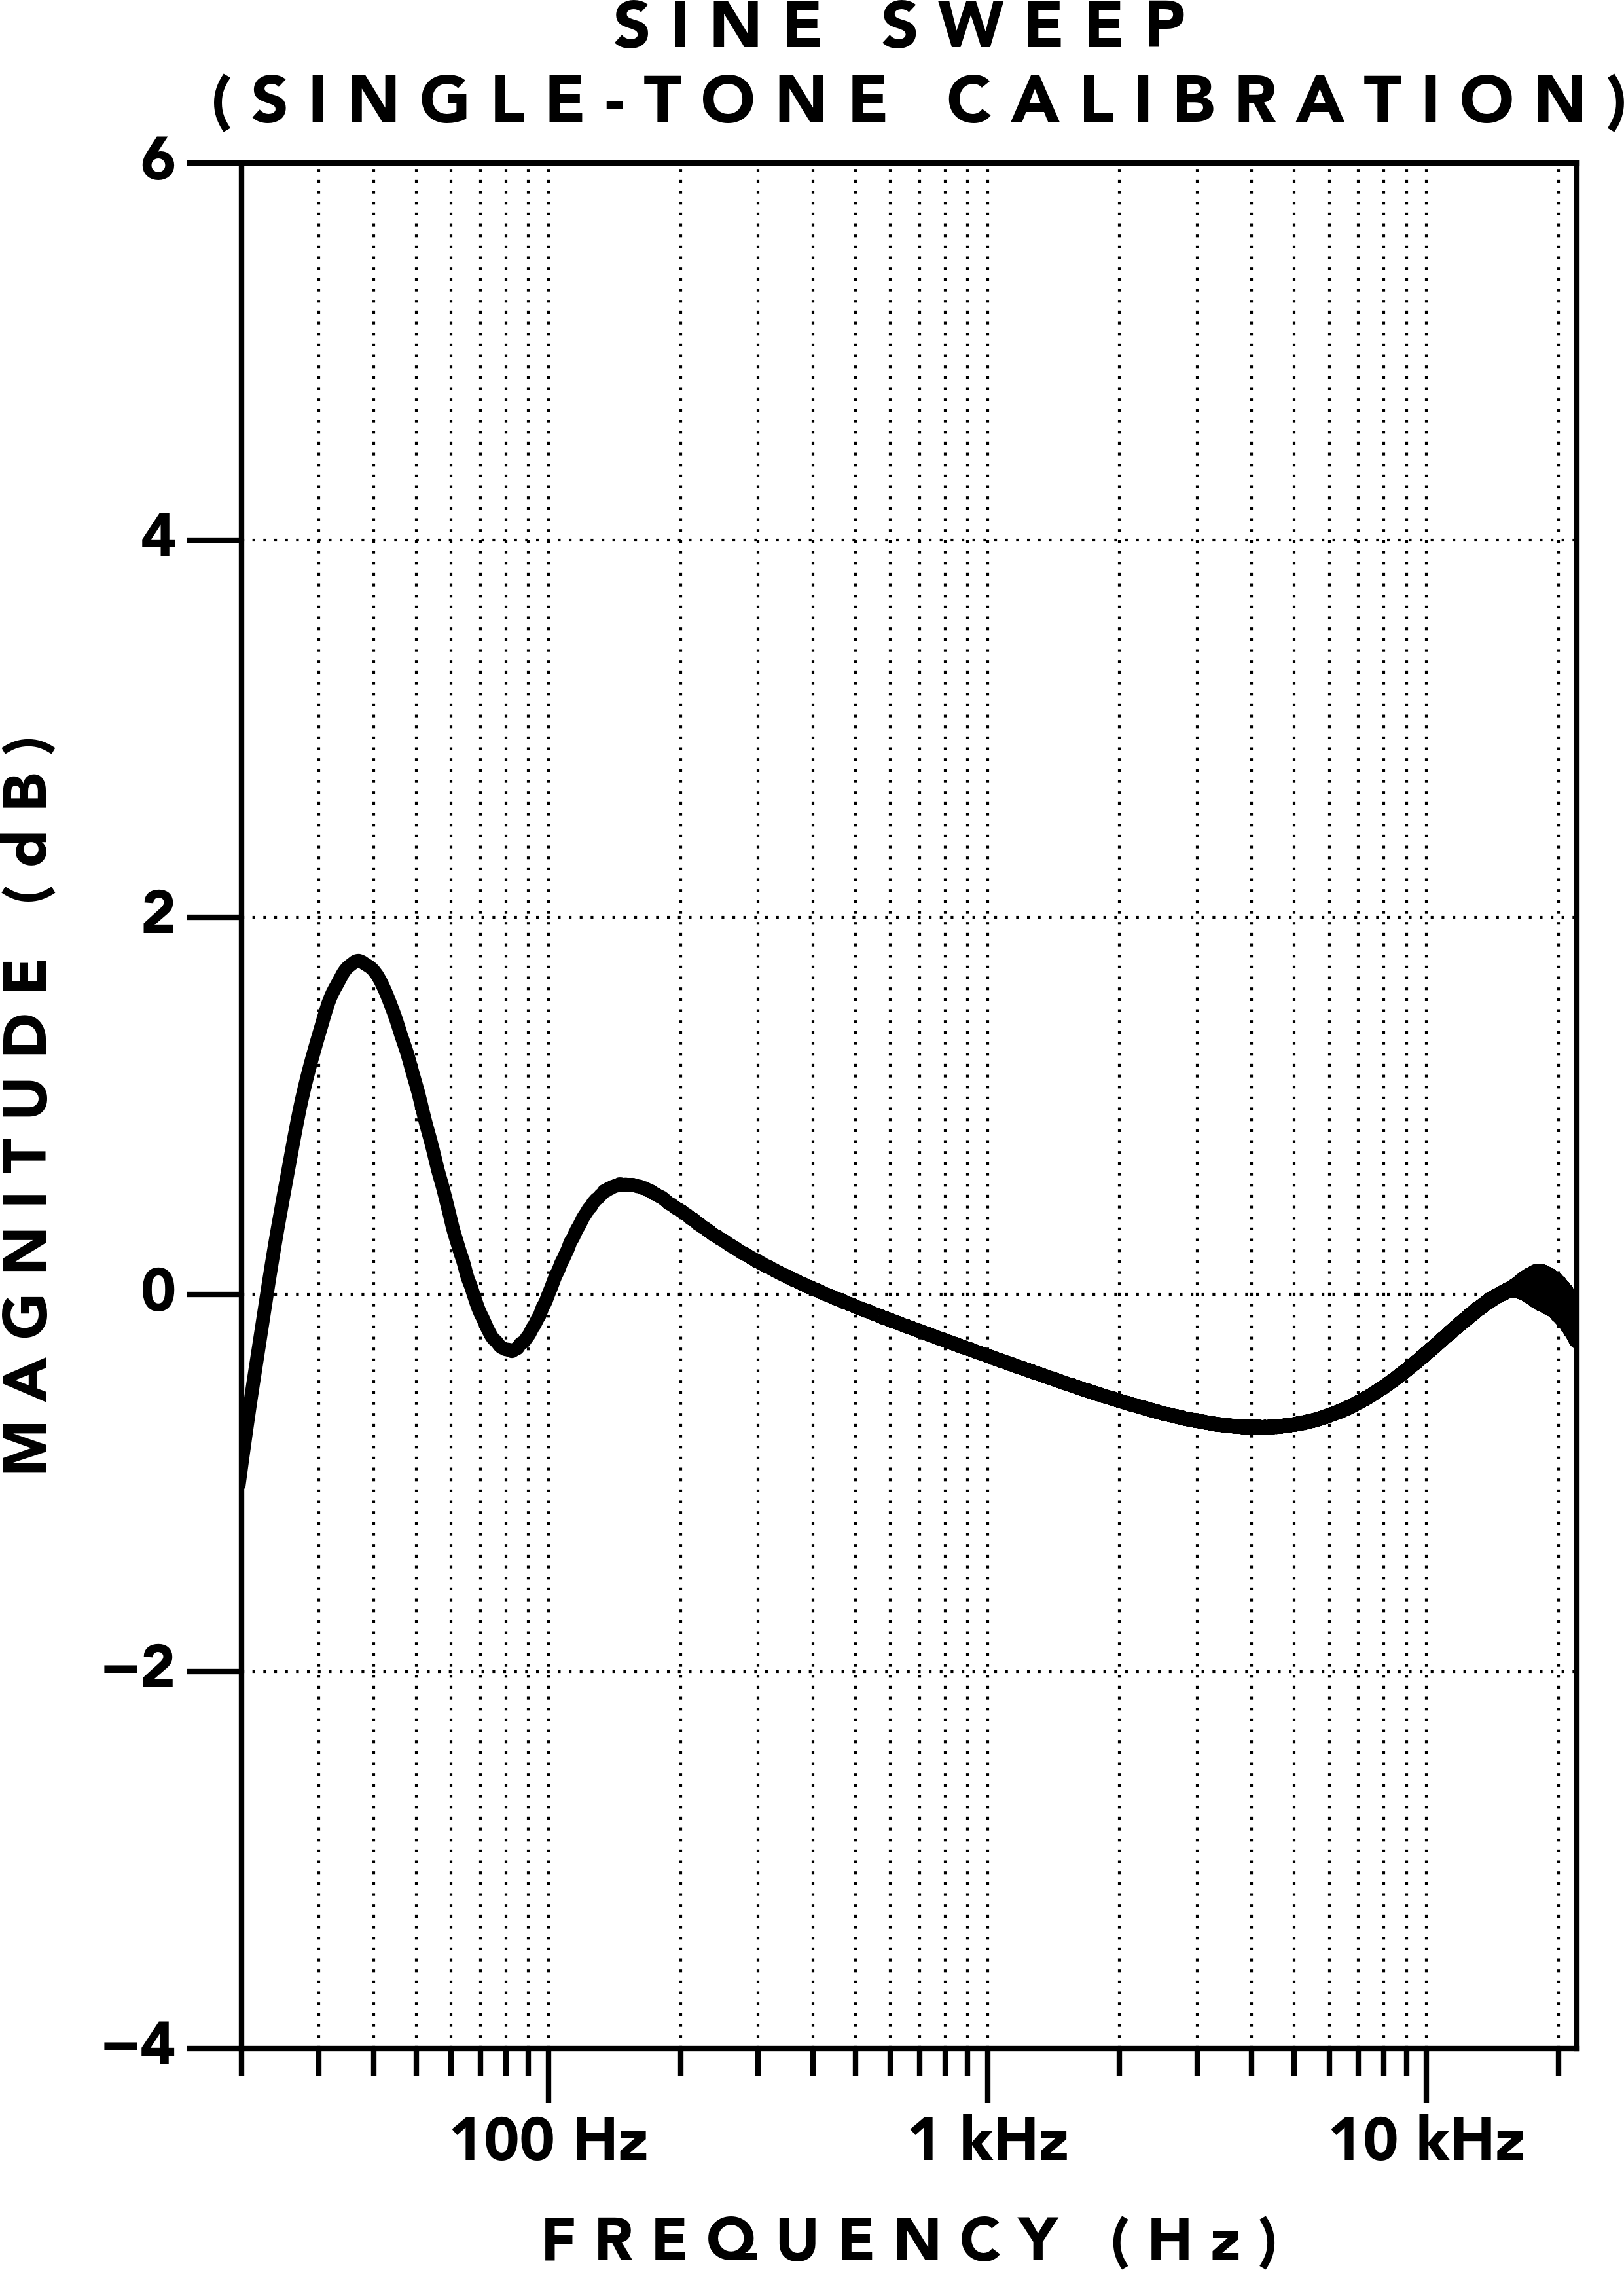 SINE SWEEP
(SINGLE-TONE CALIBRATION)
6
4
2
0
−2
−4
MAGNITUDE (dB)
100 Hz
1 kHz
10 kHz
FREQUENCY (Hz)